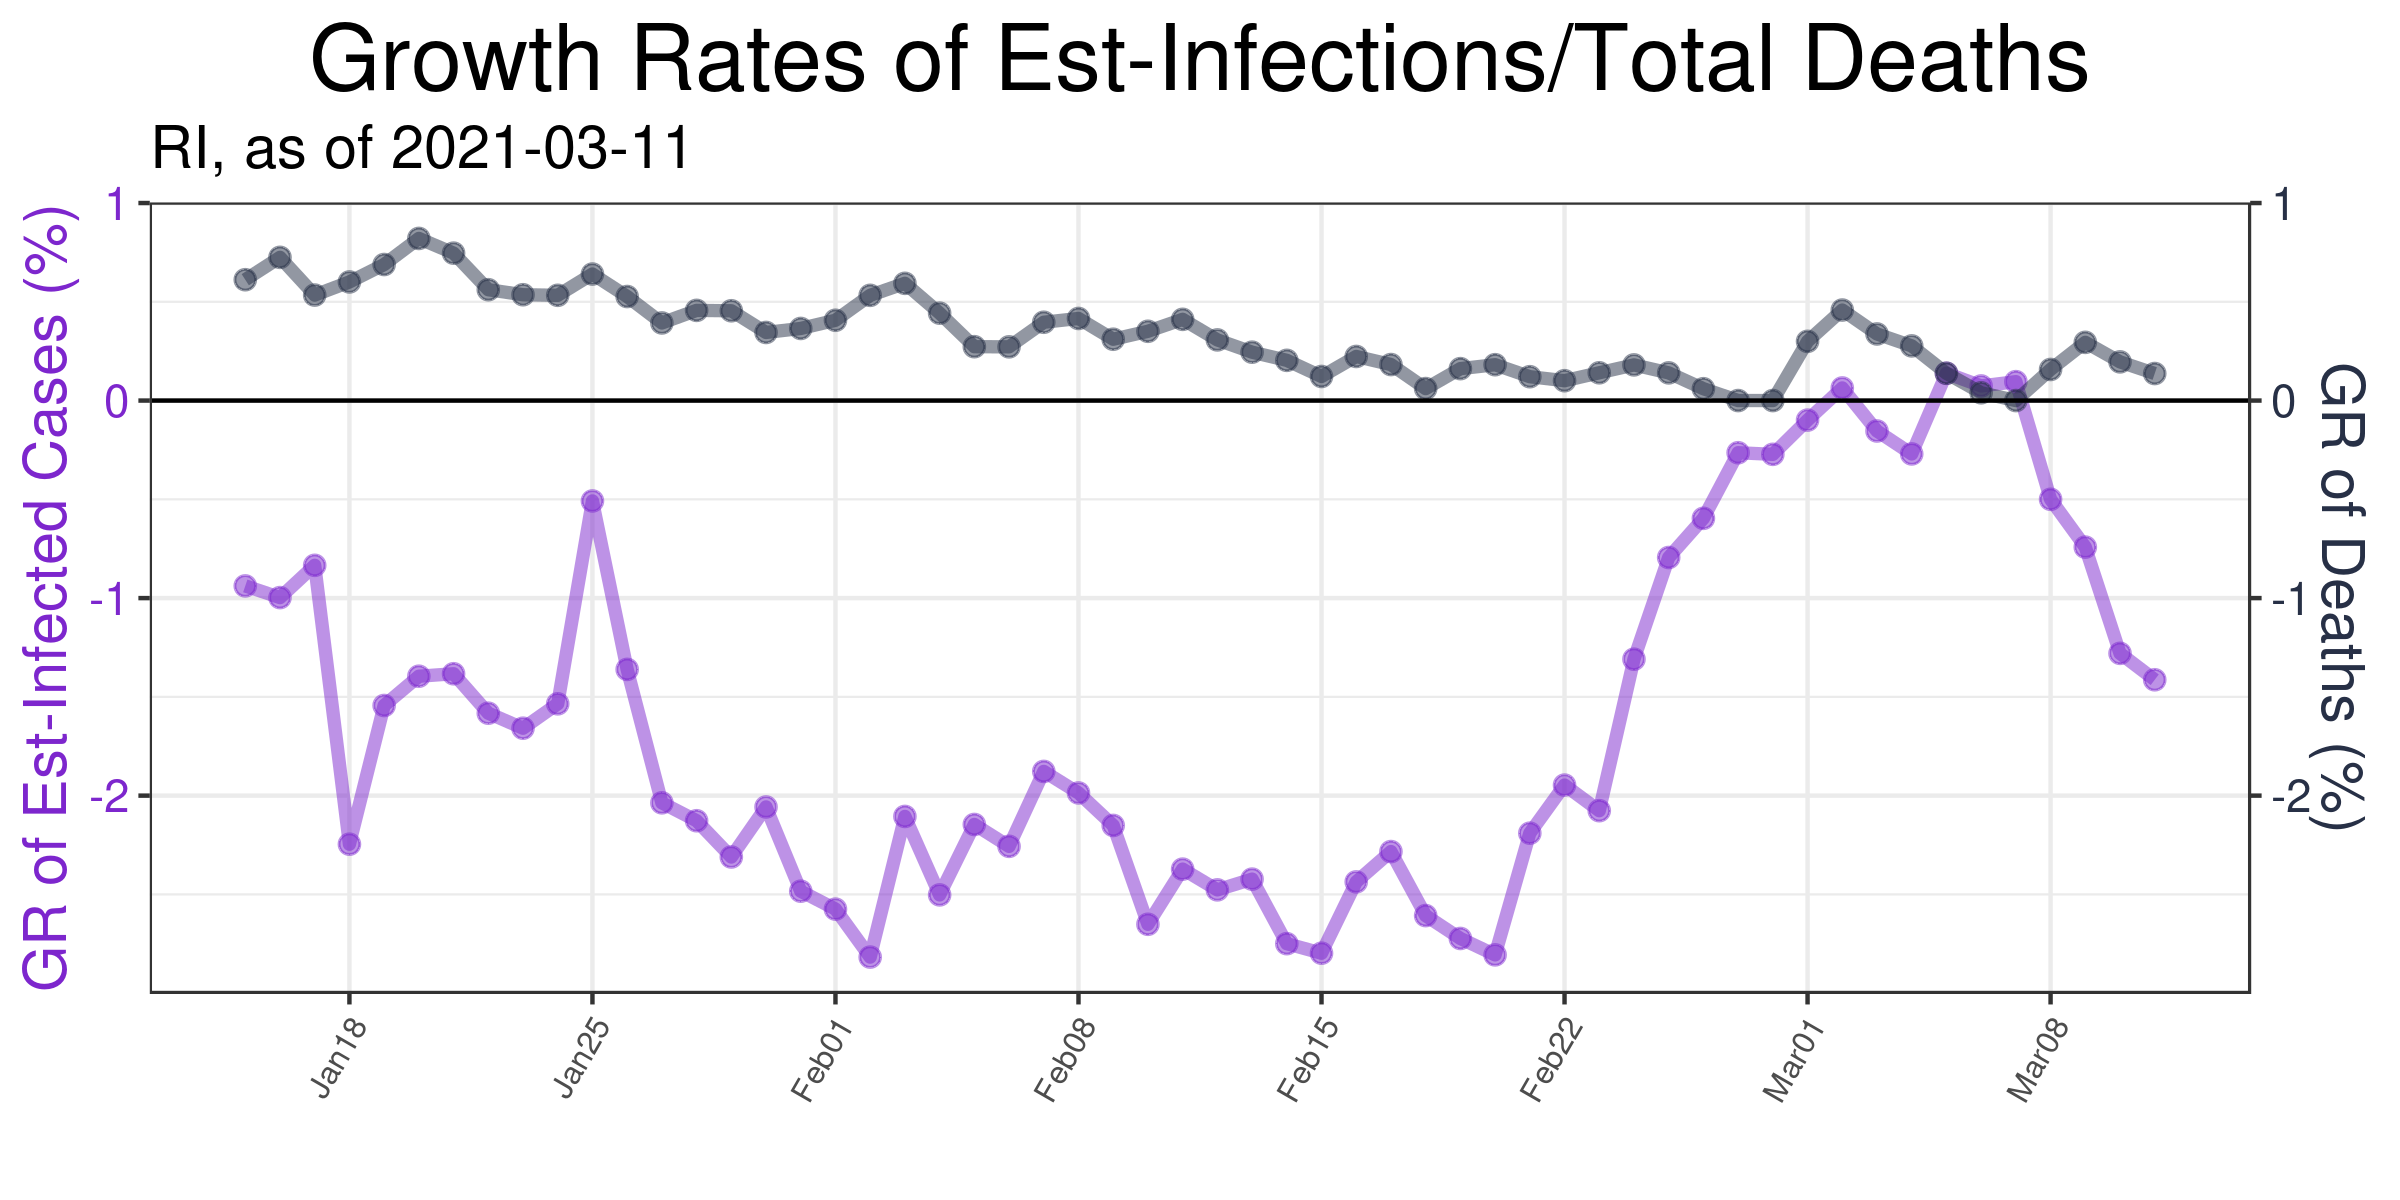 Growth Rates of Est-Infections/Total Deaths
RI, as of 2021-03-11
GR of Est-Infected Cases (%)
1
0
-1
-2
1
0
-1
-2
GR of Deaths (%)
Jan18
Jan25
Feb01
Feb08
Feb15
Feb22
Mar01
Mar08